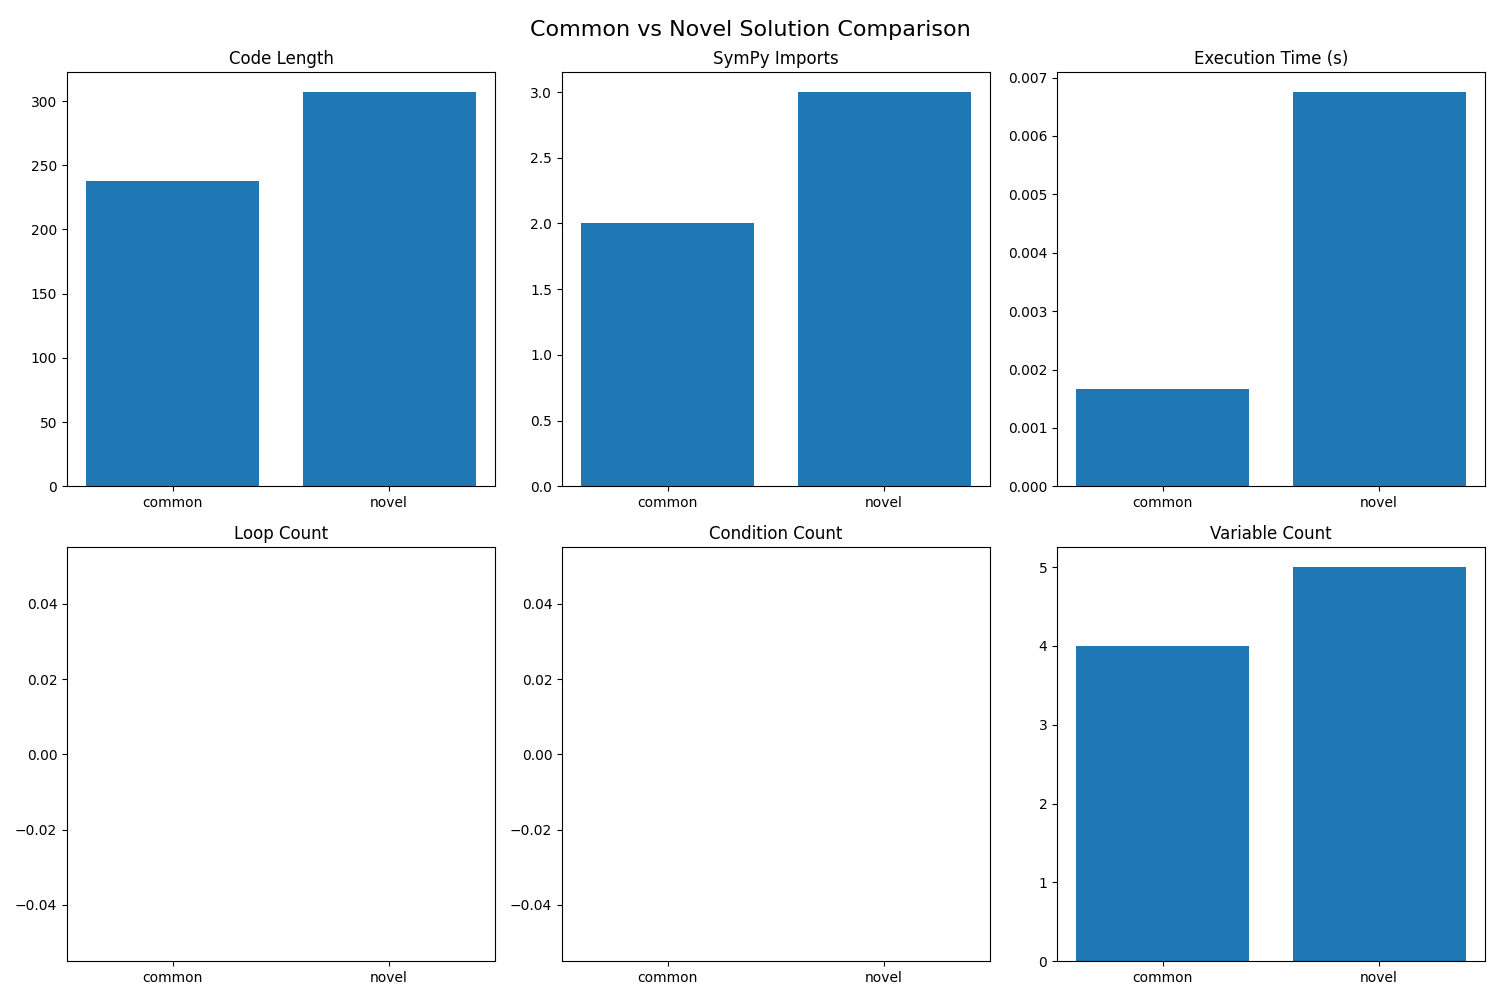 Common vs Novel Solution Comparison
Code Length
300
250
200
150
100
50
0
common novel
SymPy Imports
3.0
2.5
2.0
1.5
1.0
0.5
0.0
common novel
Execution Time (s)
0.007
0.006
0.005
0.004
0.003
0.002
0.001
0.000
common novel
Loop Count
0.04
0.02
0.00
−0.02
−0.04
common novel
Condition Count
0.04
0.02
0.00
−0.02
−0.04
common novel
Variable Count
5
4
3
2
1
0
common novel